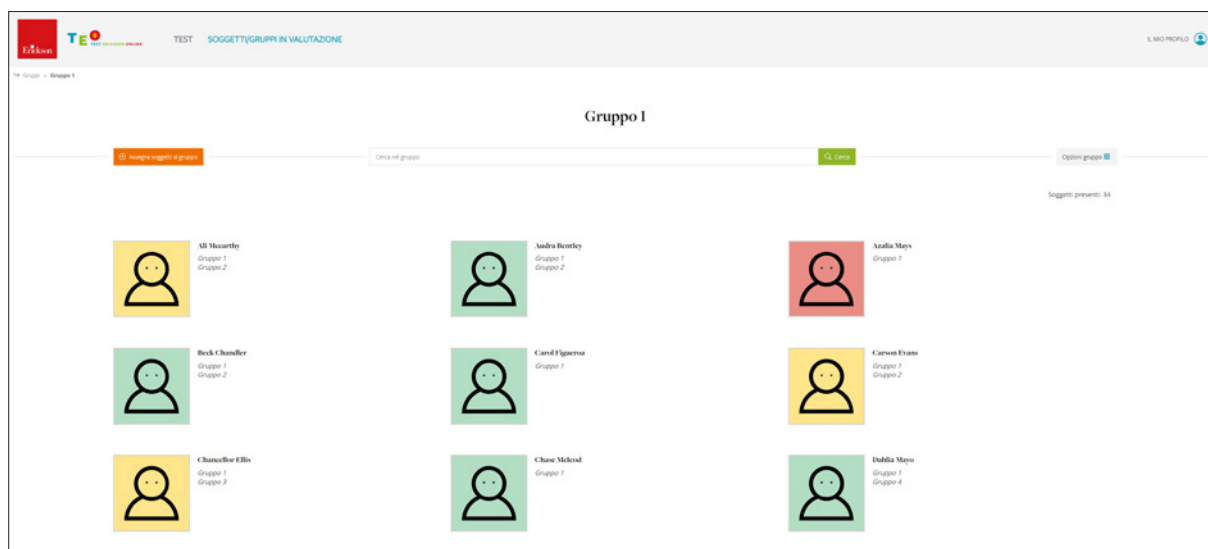 Erickson
TEO
TEST ERICKSON ONLINE
TEST
SOGGETTI/GRUPPI IN VALUTAZIONE
IL MIO PROFILO
Gruppi > Gruppo 1
Gruppo 1
Assegna soggetti al gruppo
Cerca nel gruppo
Cerca
Opzioni gruppo
Soggetti presenti: 34
Ali Mccarthy
Gruppo 1
Gruppo 2
Audra Bentley
Gruppo 1
Gruppo 2
Azalia Mays
Gruppo 1
Beck Chandler
Gruppo 1
Gruppo 2
Carol Figueroa
Gruppo 1
Carson Evans
Gruppo 1
Gruppo 2
Chancellor Ellis
Gruppo 1
Gruppo 3
Chase Mcleod
Gruppo 1
Dahlia Mayo
Gruppo 1
Gruppo 4